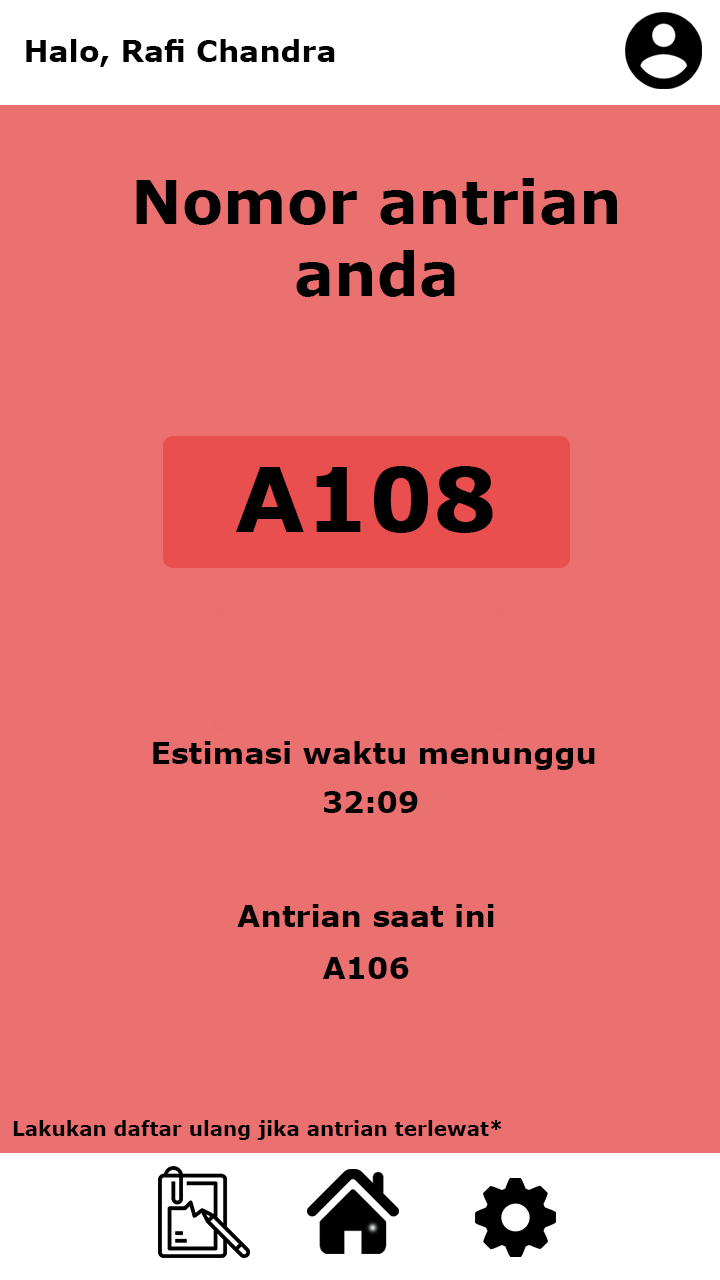 Halo, Rafi Chandra
Nomor antrian
anda
A108
Estimasi waktu menunggu
32:09
Antrian saat ini
A106
Lakukan daftar ulang jika antrian terlewat*